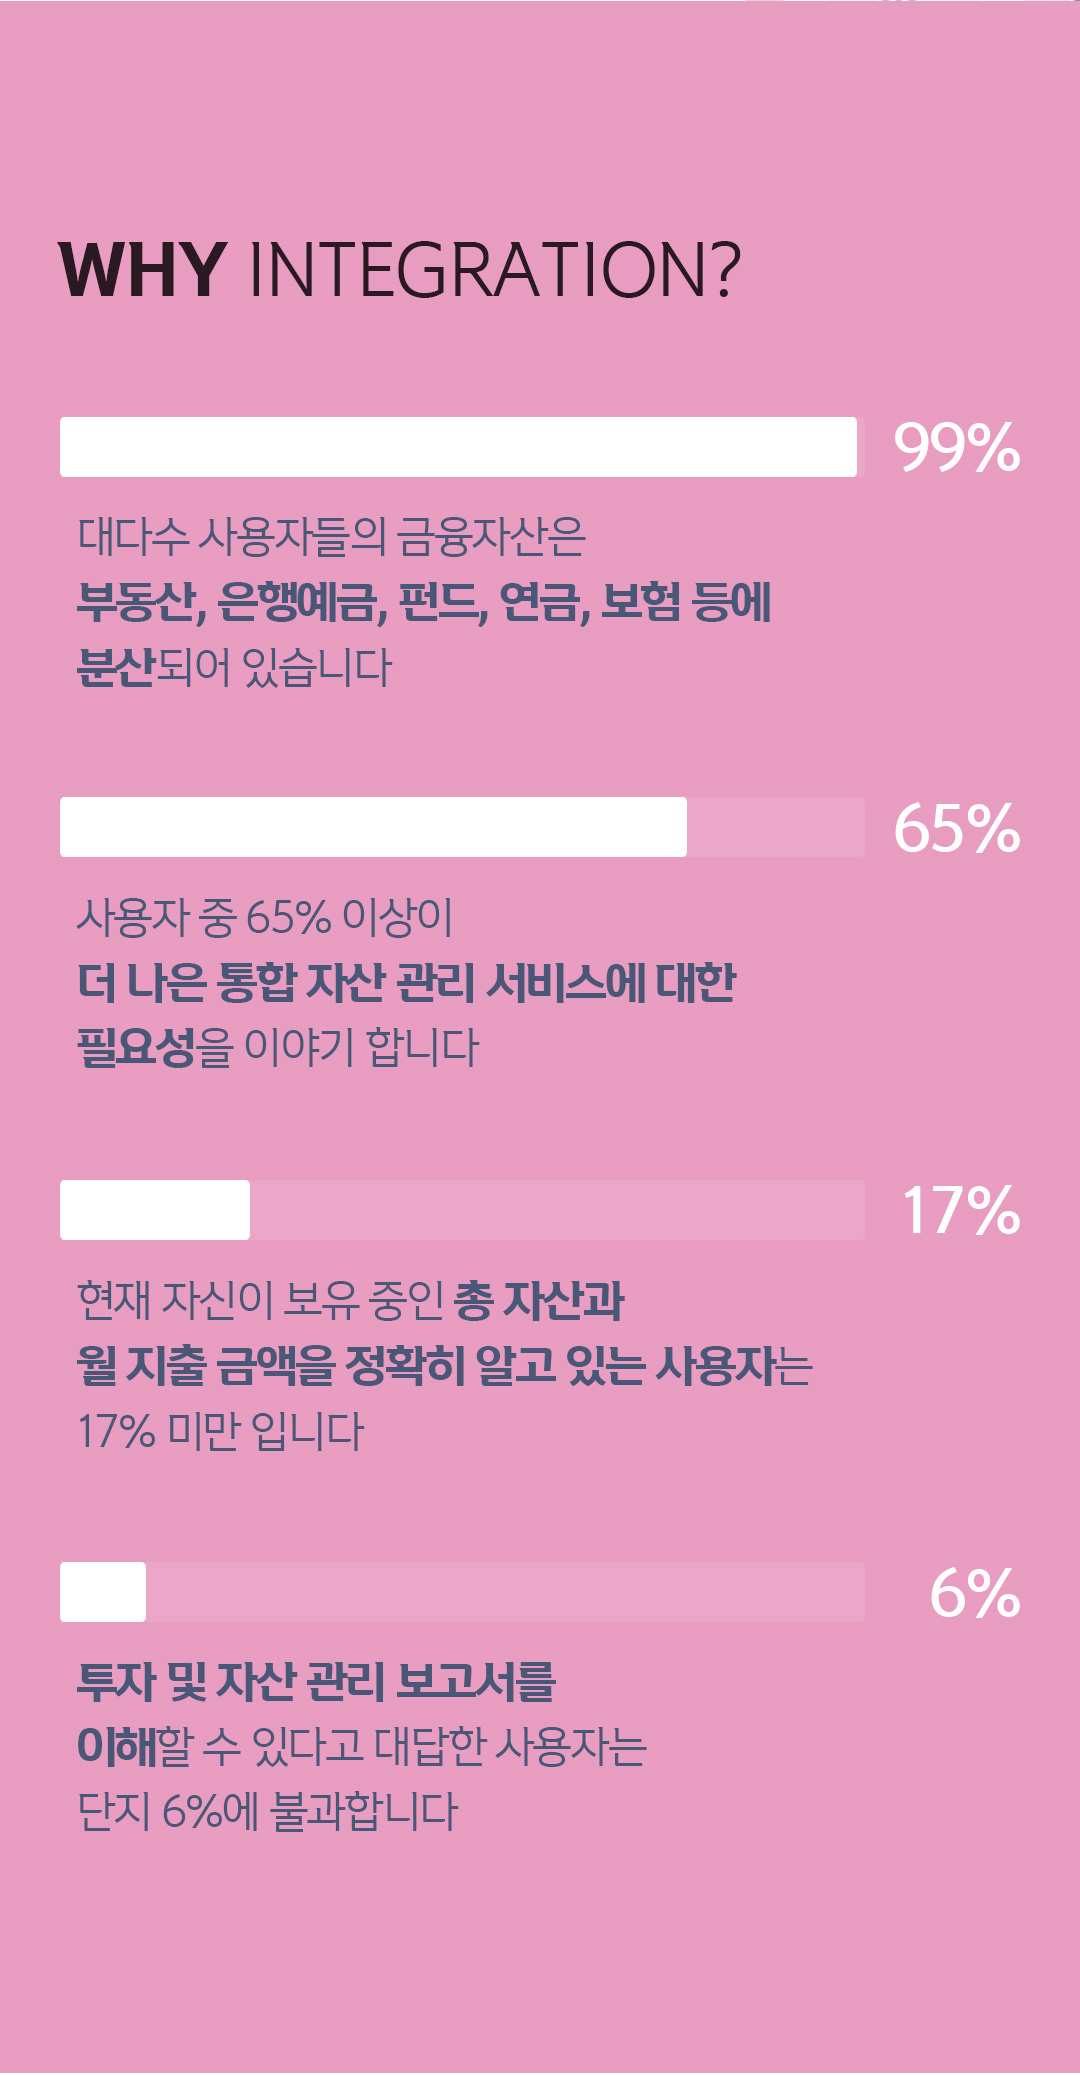 WHY INTEGRATION?
99%
대다수 사용자들의 금융자산은
부동산, 은행예금, 펀드, 연금, 보험 등에
분산되어 있습니다
65%
사용자 중 65% 이상이
더 나은 통합 자산 관리 서비스에 대한
필요성을 이야기 합니다
17%
현재 자신이 보유 중인 총 자산과
월 지출 금액을 정확히 알고 있는 사용자는
17% 미만 입니다
6%
투자 및 자산 관리 보고서를
이해할 수 있다고 대답한 사용자는
단지 6%에 불과합니다